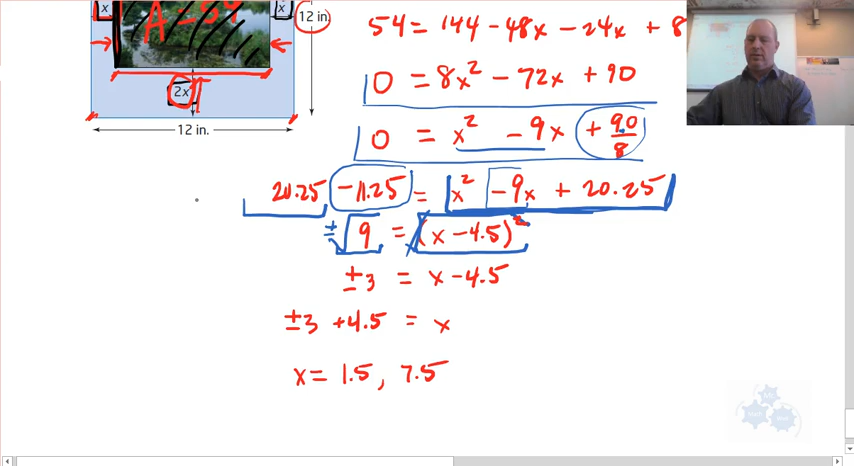 x
x
A = 54
12 in.
2x
12 in.
54 = 144 - 48x - 24x + 8
0 = 8x² - 72x + 90
0 = x² - 9x + 90/8
20.25 - 11.25 = x² - 9x + 20.25
± √9 = √(x - 4.5)²
±3 = x - 4.5
±3 + 4.5 = x
x = 1.5, 7.5